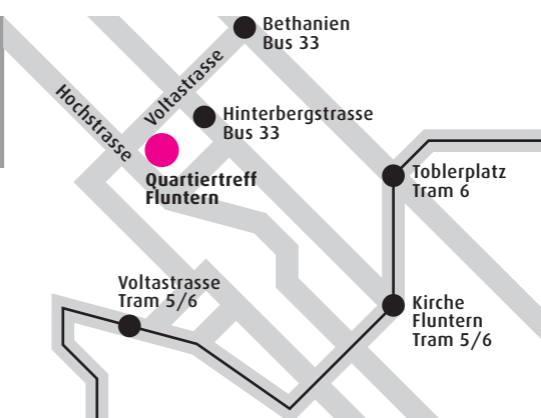 Bethanien
Bus 33
Voltastrasse
Hochstrasse
Hinterbergstrasse
Bus 33
Quartiertreff
Fluntern
Toblerplatz
Tram 6
Voltastrasse
Tram 5/6
Kirche
Fluntern
Tram 5/6